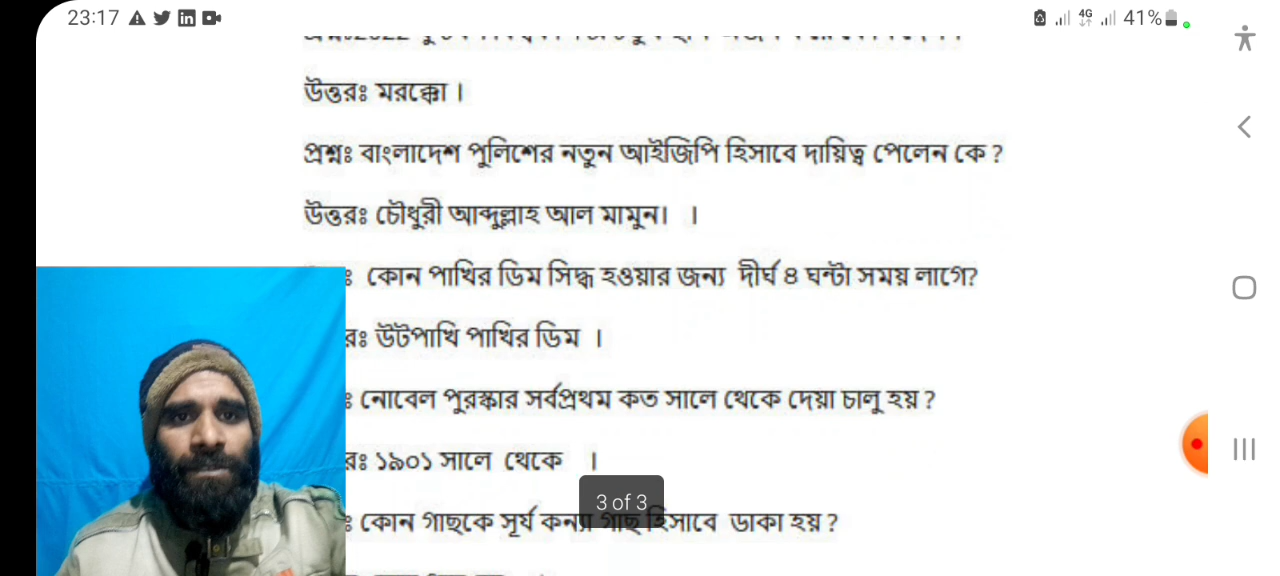 23:17 4G 41%
উত্তরঃ মরক্কো ।
প্রশ্নঃ বাংলাদেশ পুলিশের নতুন আইজিপি হিসাবে দায়িত্ব পেলেন কে ?
উত্তরঃ চৌধুরী আব্দুল্লাহ আল মামুন। ।
কোন পাখির ডিম সিদ্ধ হওয়ার জন্য দীর্ঘ ৪ ঘন্টা সময় লাগে?
রঃ উটপাখি পাখির ডিম ।
নোবেল পুরস্কার সর্বপ্রথম কত সালে থেকে দেয়া চালু হয় ?
রঃ ১৯০১ সালে থেকে ।
3 of 3
কোন গাছকে সূর্য কন্যা গাছ হিসাবে ডাকা হয় ?